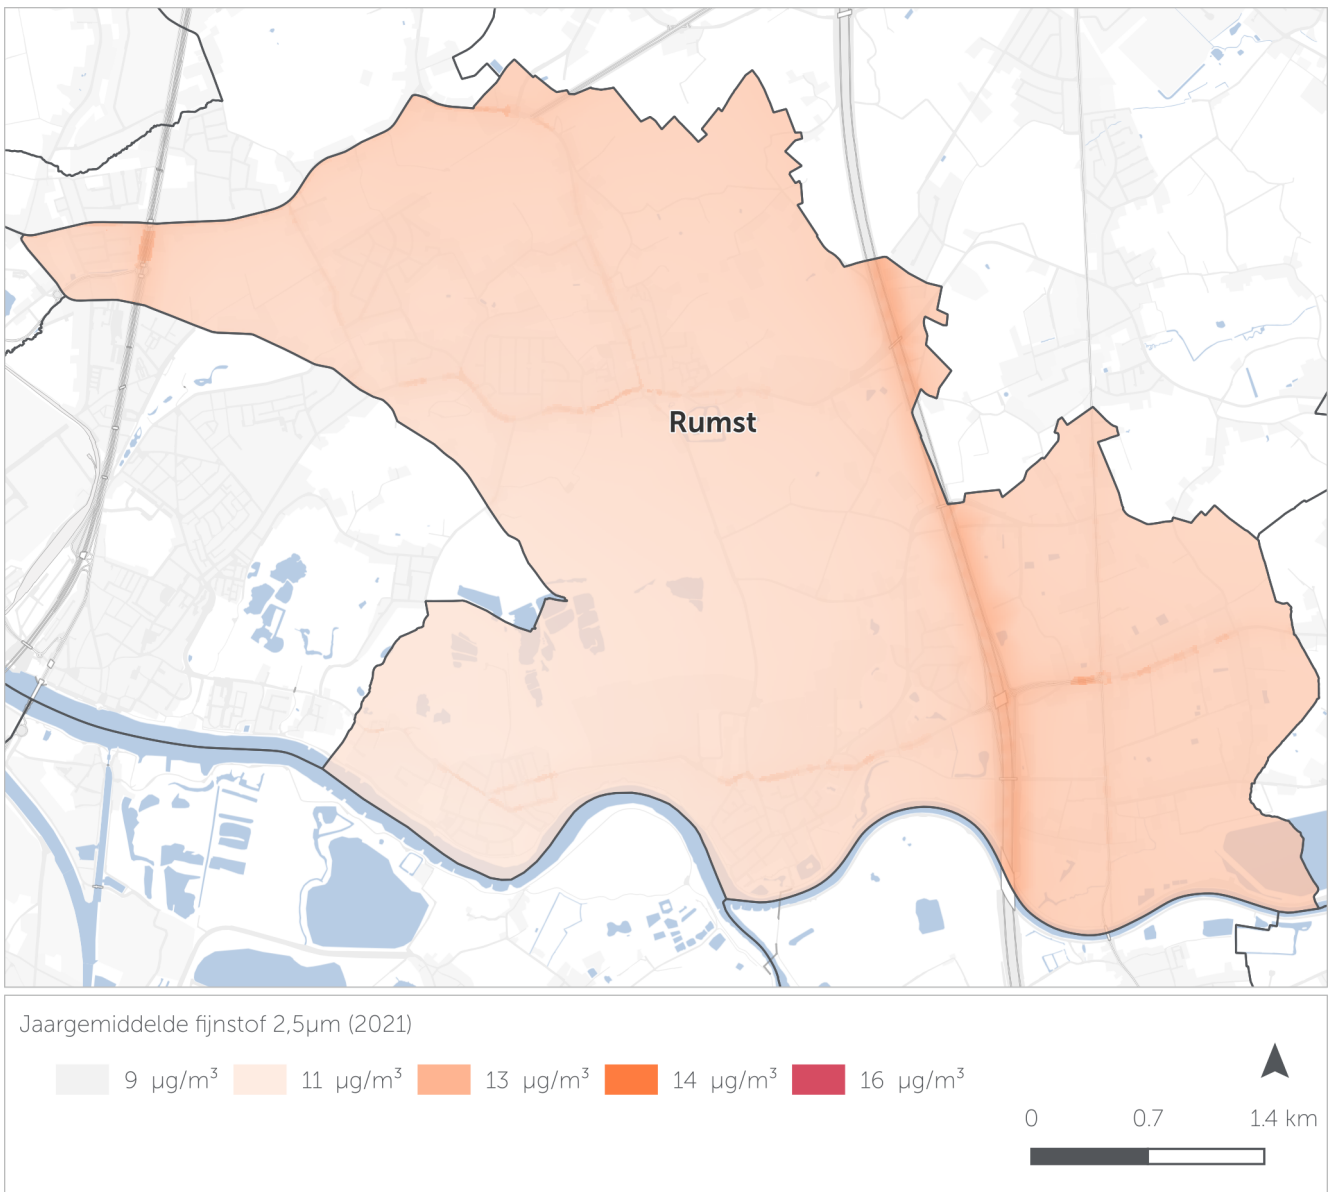 Rumst
Jaargemiddelde fijnstof 2,5µm (2021)
9 µg/m³ 11 µg/m³ 13 µg/m³ 14 µg/m³ 16 µg/m³
0 0.7 1.4 km